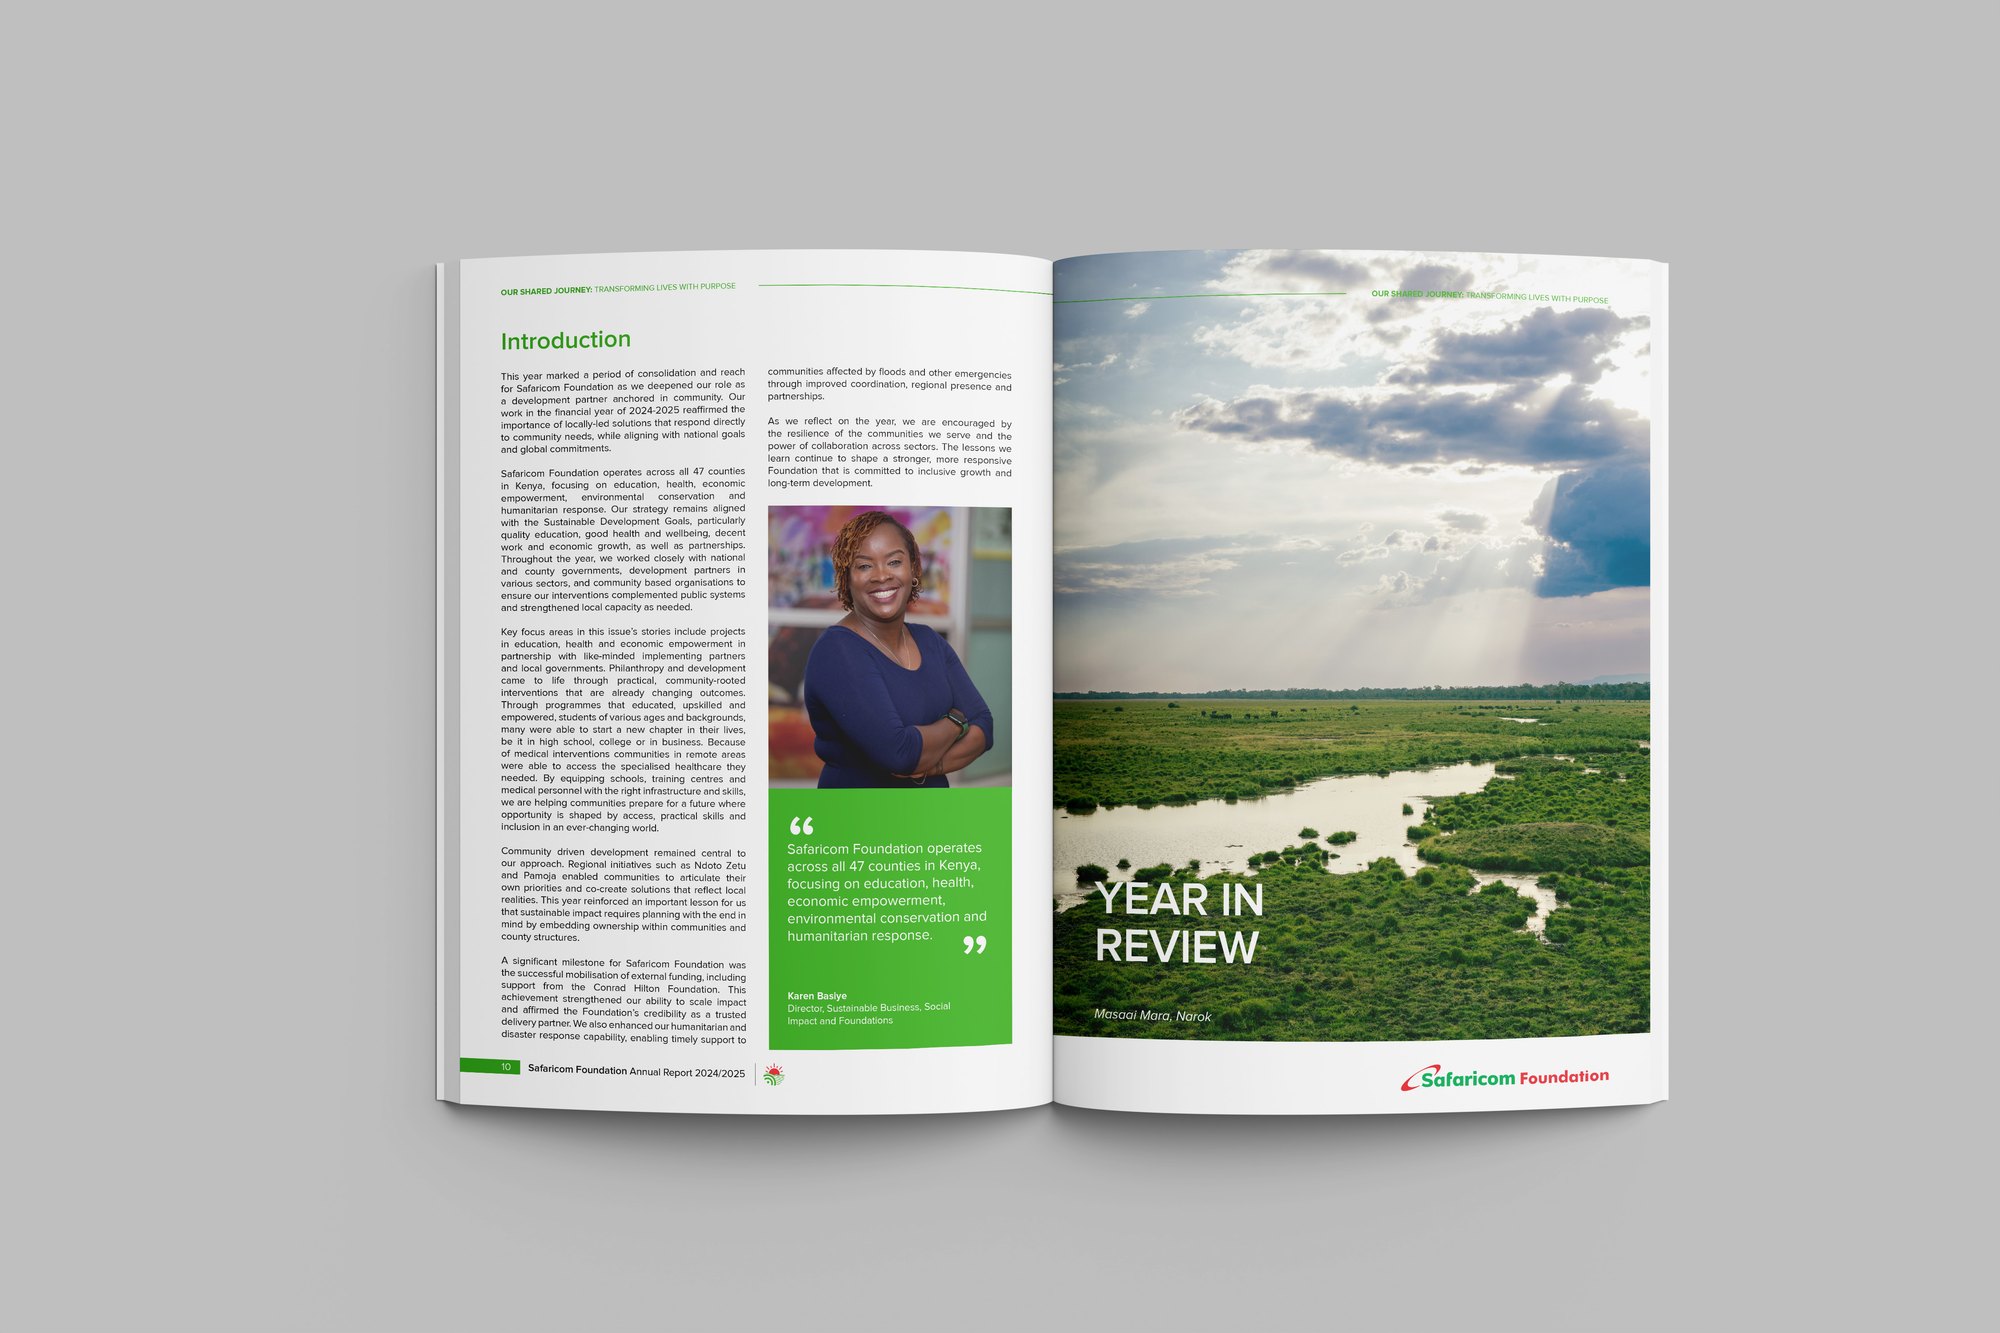 OUR SHARED JOURNEY: TRANSFORMING LIVES WITH PURPOSE
Introduction
This year marked a period of consolidation and reach
for Safaricom Foundation as we deepened our role as
a development partner anchored in community. Our
work in the financial year of 2024-2025 reaffirmed the
importance of locally-led solutions that respond directly
to community needs, while aligning with national goals
and global commitments.
Safaricom Foundation operates across all 47 counties
in Kenya, focusing on education, health, economic
empowerment, environmental conservation and
humanitarian response. Our strategy remains aligned
with the Sustainable Development Goals, particularly
quality education, good health and wellbeing, decent
work and economic growth, as well as partnerships.
Throughout the year, we worked closely with national
and county governments, development partners in
various sectors, and community based organisations to
ensure our interventions complemented public systems
and strengthened local capacity as needed.
Key focus areas in this issue's stories include projects
in education, health and economic empowerment in
partnership with like-minded implementing partners
and local governments. Philanthropy and development
came to life through practical, community-rooted
interventions that are already changing outcomes.
Through programmes that educated, upskilled and
empowered, students of various ages and backgrounds,
many were able to start a new chapter in their lives,
be it in high school, college or in business. Because
of medical interventions communities in remote areas
were able to access the specialised healthcare they
needed. By equipping schools, training centres and
medical personnel with the right infrastructure and skills,
we are helping communities prepare for a future where
opportunity is shaped by access, practical skills and
inclusion in an ever-changing world.
Community driven development remained central to
our approach. Regional initiatives such as Ndoto Zetu
and Pamoja enabled communities to articulate their
own priorities and co-create solutions that reflect local
realities. This year reinforced an important lesson for us
that sustainable impact requires planning with the end in
mind by embedding ownership within communities and
county structures.
A significant milestone for Safaricom Foundation was
the successful mobilisation of external funding, including
support from the Conrad Hilton Foundation. This
achievement strengthened our ability to scale impact
and affirmed the Foundation's credibility as a trusted
delivery partner. We also enhanced our humanitarian and
disaster response capability, enabling timely support to
communities affected by floods and other emergencies
through improved coordination, regional presence and
partnerships.
As we reflect on the year, we are encouraged by
the resilience of the communities we serve and the
power of collaboration across sectors. The lessons we
learn continue to shape a stronger, more responsive
Foundation that is committed to inclusive growth and
long-term development.
“
Safaricom Foundation operates
across all 47 counties in Kenya,
focusing on education, health,
economic empowerment,
environmental conservation and
humanitarian response.
”
Karen Basiye
Director, Sustainable Business, Social
Impact and Foundations
10 Safaricom Foundation Annual Report 2024/2025
OUR SHARED JOURNEY: TRANSFORMING LIVES WITH PURPOSE
YEAR IN
REVIEW
Masaai Mara, Narok
Safaricom Foundation